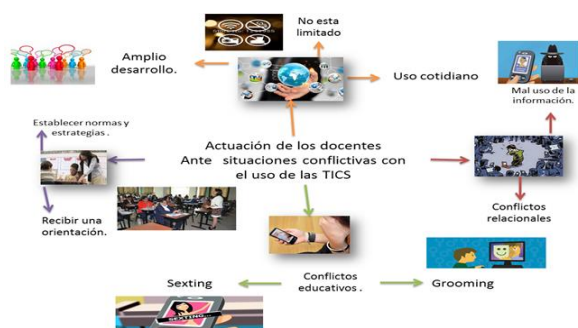 No esta
limitado
Amplio
desarrollo.
Uso cotidiano
Mal uso de la
información.
Establecer normas y
estrategias .
Actuación de los docentes
Ante situaciones conflictivas con
el uso de las TICS
Recibir una
orientación.
Conflictos
relacionales
Sexting
Conflictos
educativos .
Grooming
SEXTING...